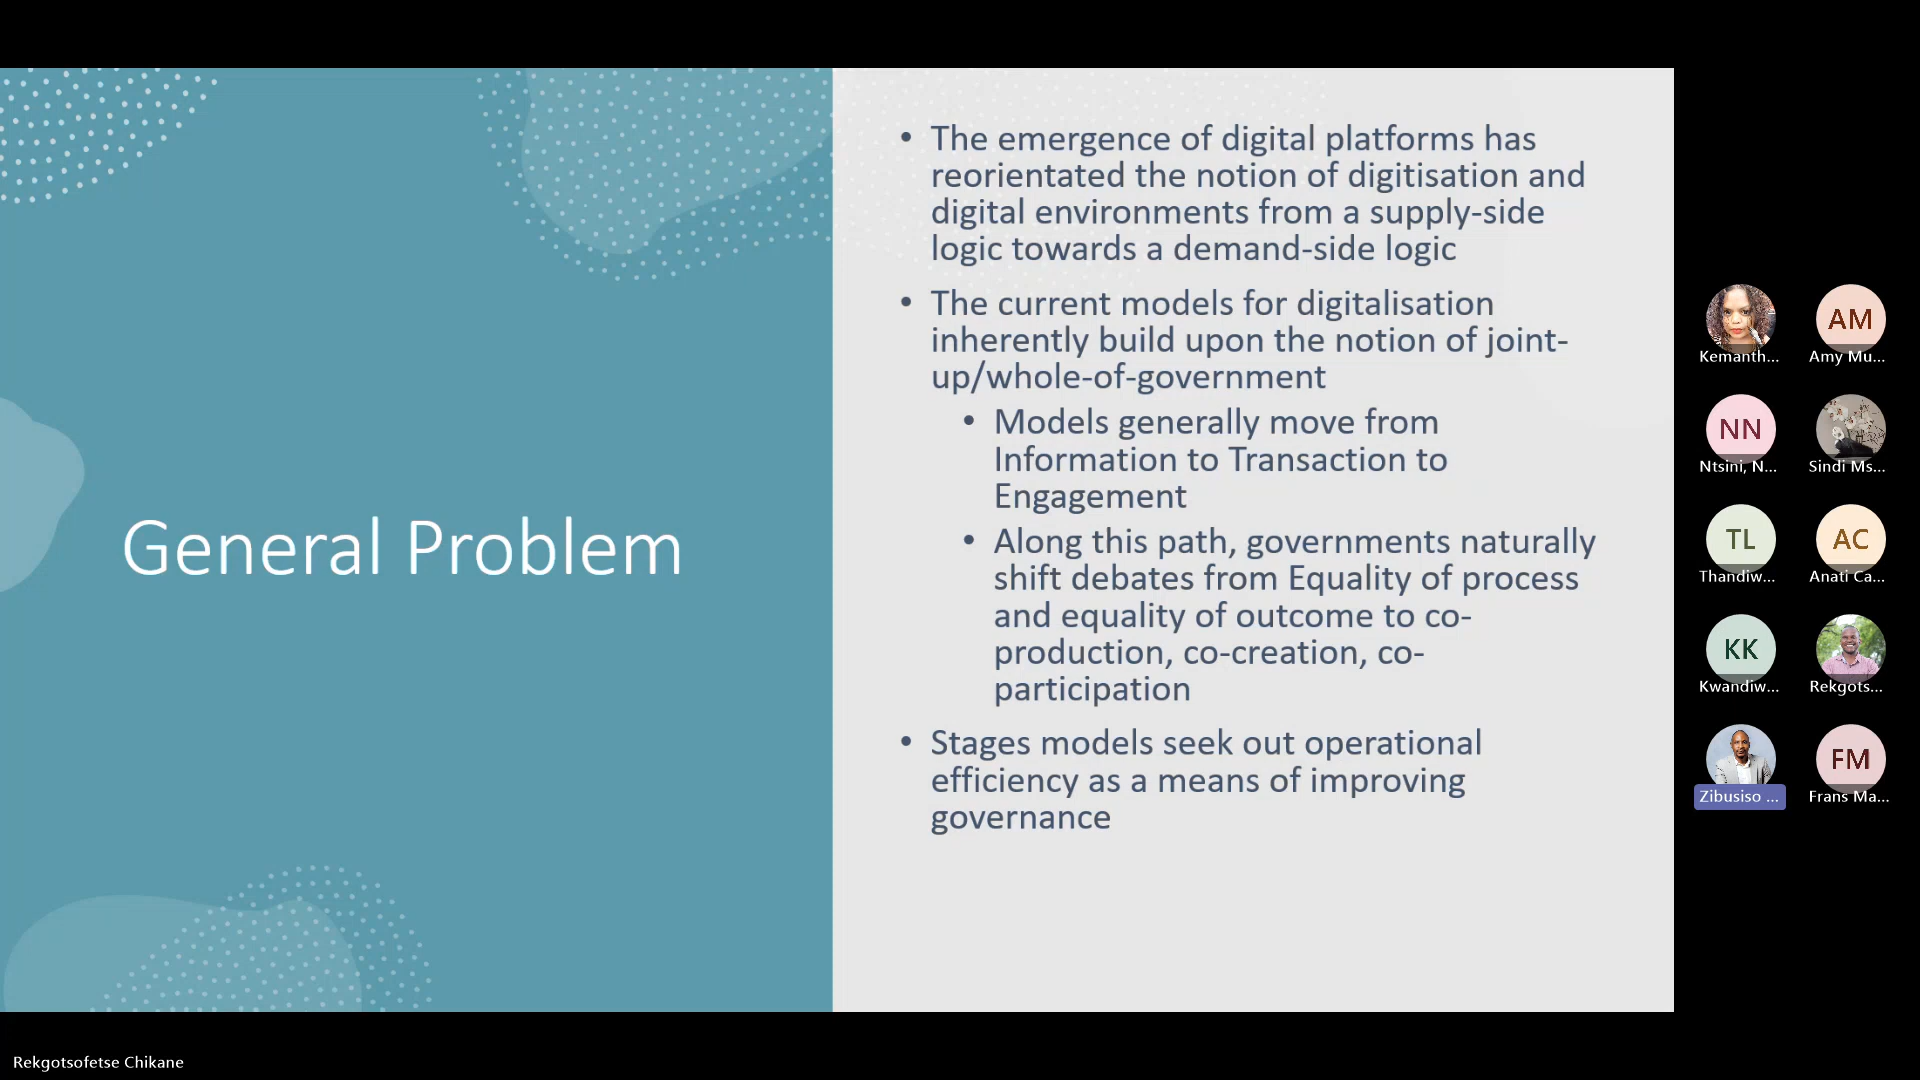 General Problem
• The emergence of digital platforms has
reorientated the notion of digitisation and
digital environments from a supply-side
logic towards a demand-side logic
• The current models for digitalisation
inherently build upon the notion of joint-
up/whole-of-government
• Models generally move from
Information to Transaction to
Engagement
• Along this path, governments naturally
shift debates from Equality of process
and equality of outcome to co-
production, co-creation, co-
participation
• Stages models seek out operational
efficiency as a means of improving
governance
Kemanth...
AM
Amy Mu...
NN
Ntsini, N...
Sindi Ms...
TL
Thandiw...
AC
Anati Ca...
KK
Kwandiw...
Rekgots...
Zibusiso ...
FM
Frans Ma...
Rekgotsofetse Chikane